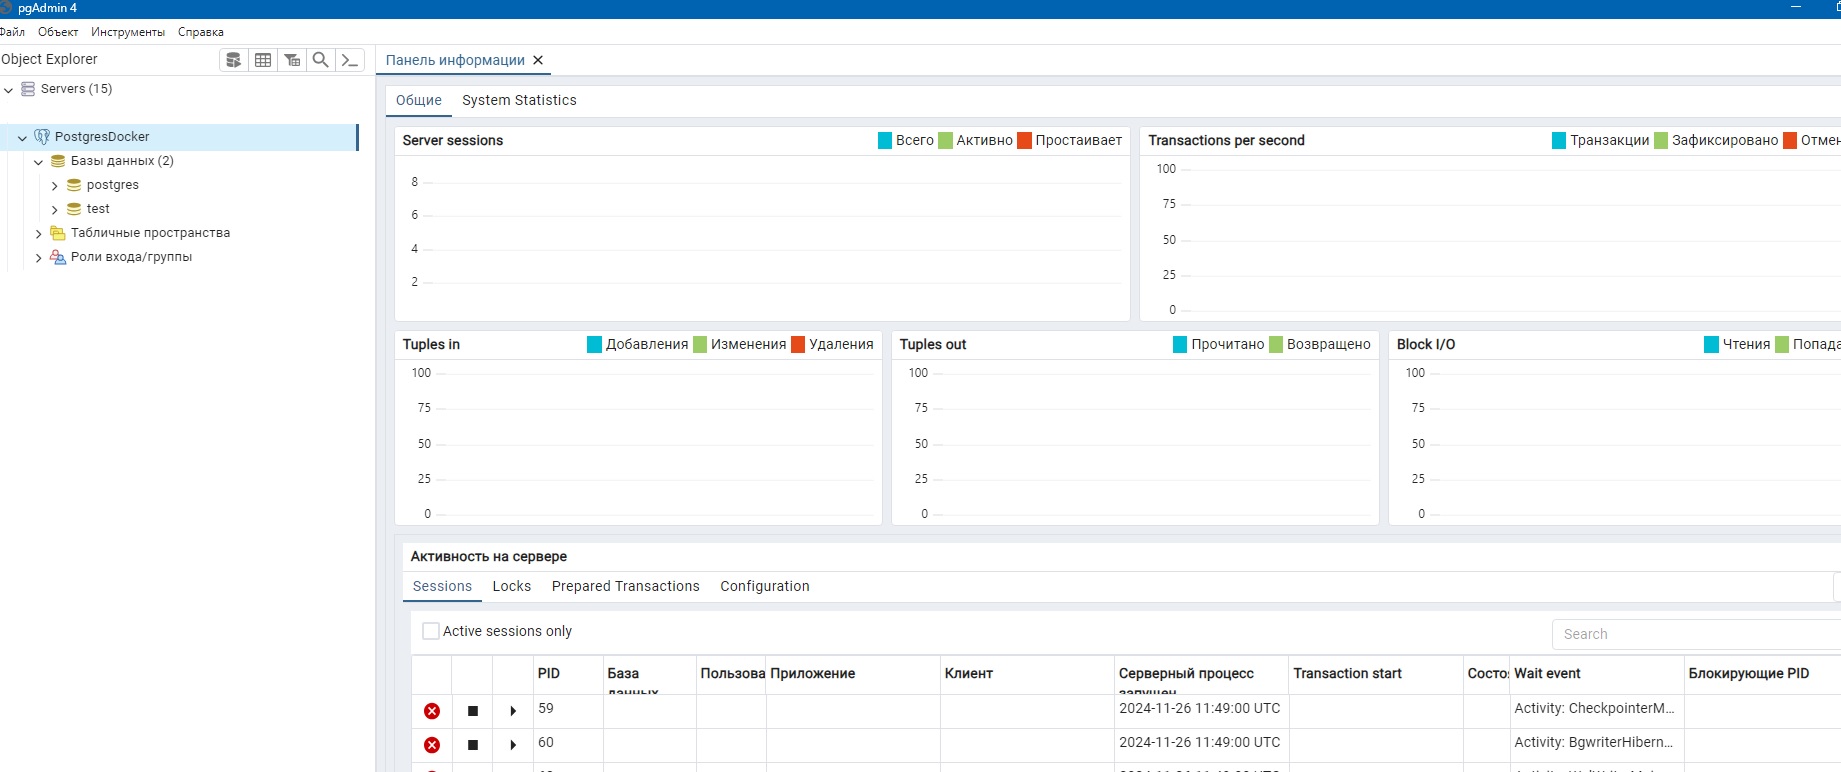 pgAdmin 4
Файл Объект Инструменты Справка
Object Explorer
Servers (15)
PostgresDocker
Базы данных (2)
postgres
test
Табличные пространства
Роли входа/группы
Панель информации
Общие System Statistics
Server sessions Всего Активно Простаивает
8
6
4
2
Transactions per second Транзакции Зафиксировано Отмен
100
75
50
25
0
Tuples in Добавления Изменения Удаления
100
75
50
25
0
Tuples out Прочитано Возвращено
100
75
50
25
0
Block I/O Чтения Попада
100
75
50
25
0
Активность на сервере
Sessions Locks Prepared Transactions Configuration
Active sessions only
Search
PID База данных Пользова Приложение Клиент Серверный процесс запущен Transaction start Состоя Wait event Блокирующие PID
59 2024-11-26 11:49:00 UTC Activity: CheckpointerM...
60 2024-11-26 11:49:00 UTC Activity: BgwriterHibern...